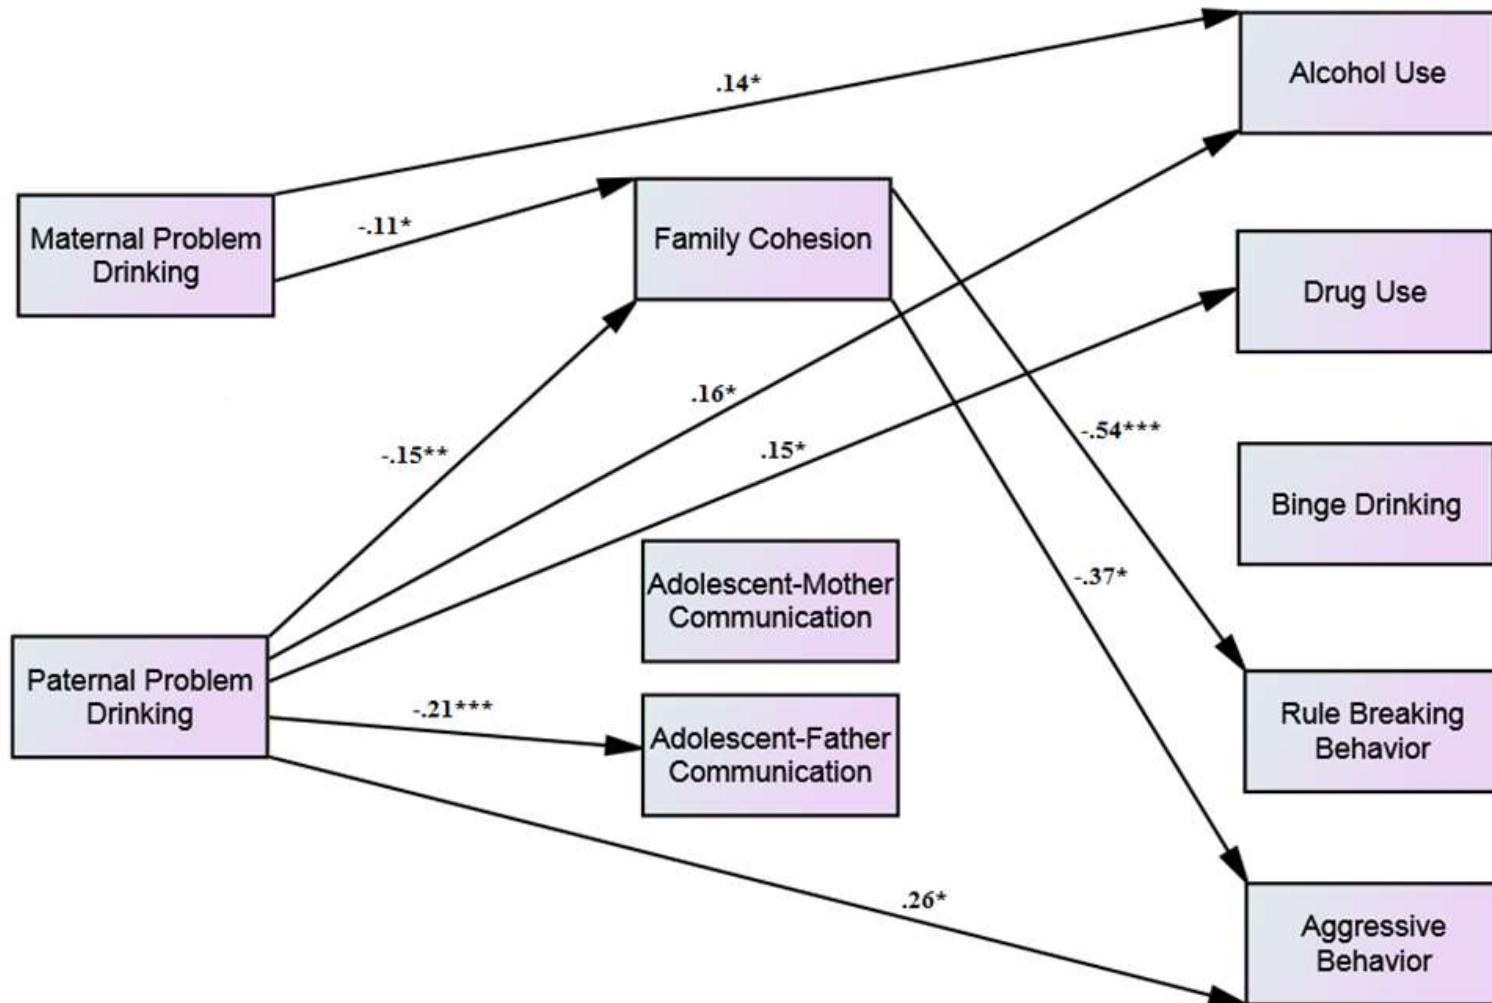 Alcohol Use
.14*
Maternal Problem
Drinking
-.11*
Family Cohesion
Drug Use
.16*
-.15**
.15*
-.54***
Binge Drinking
Adolescent-Mother
Communication
-.37*
Paternal Problem
Drinking
-.21***
Adolescent-Father
Communication
Rule Breaking
Behavior
.26*
Aggressive
Behavior